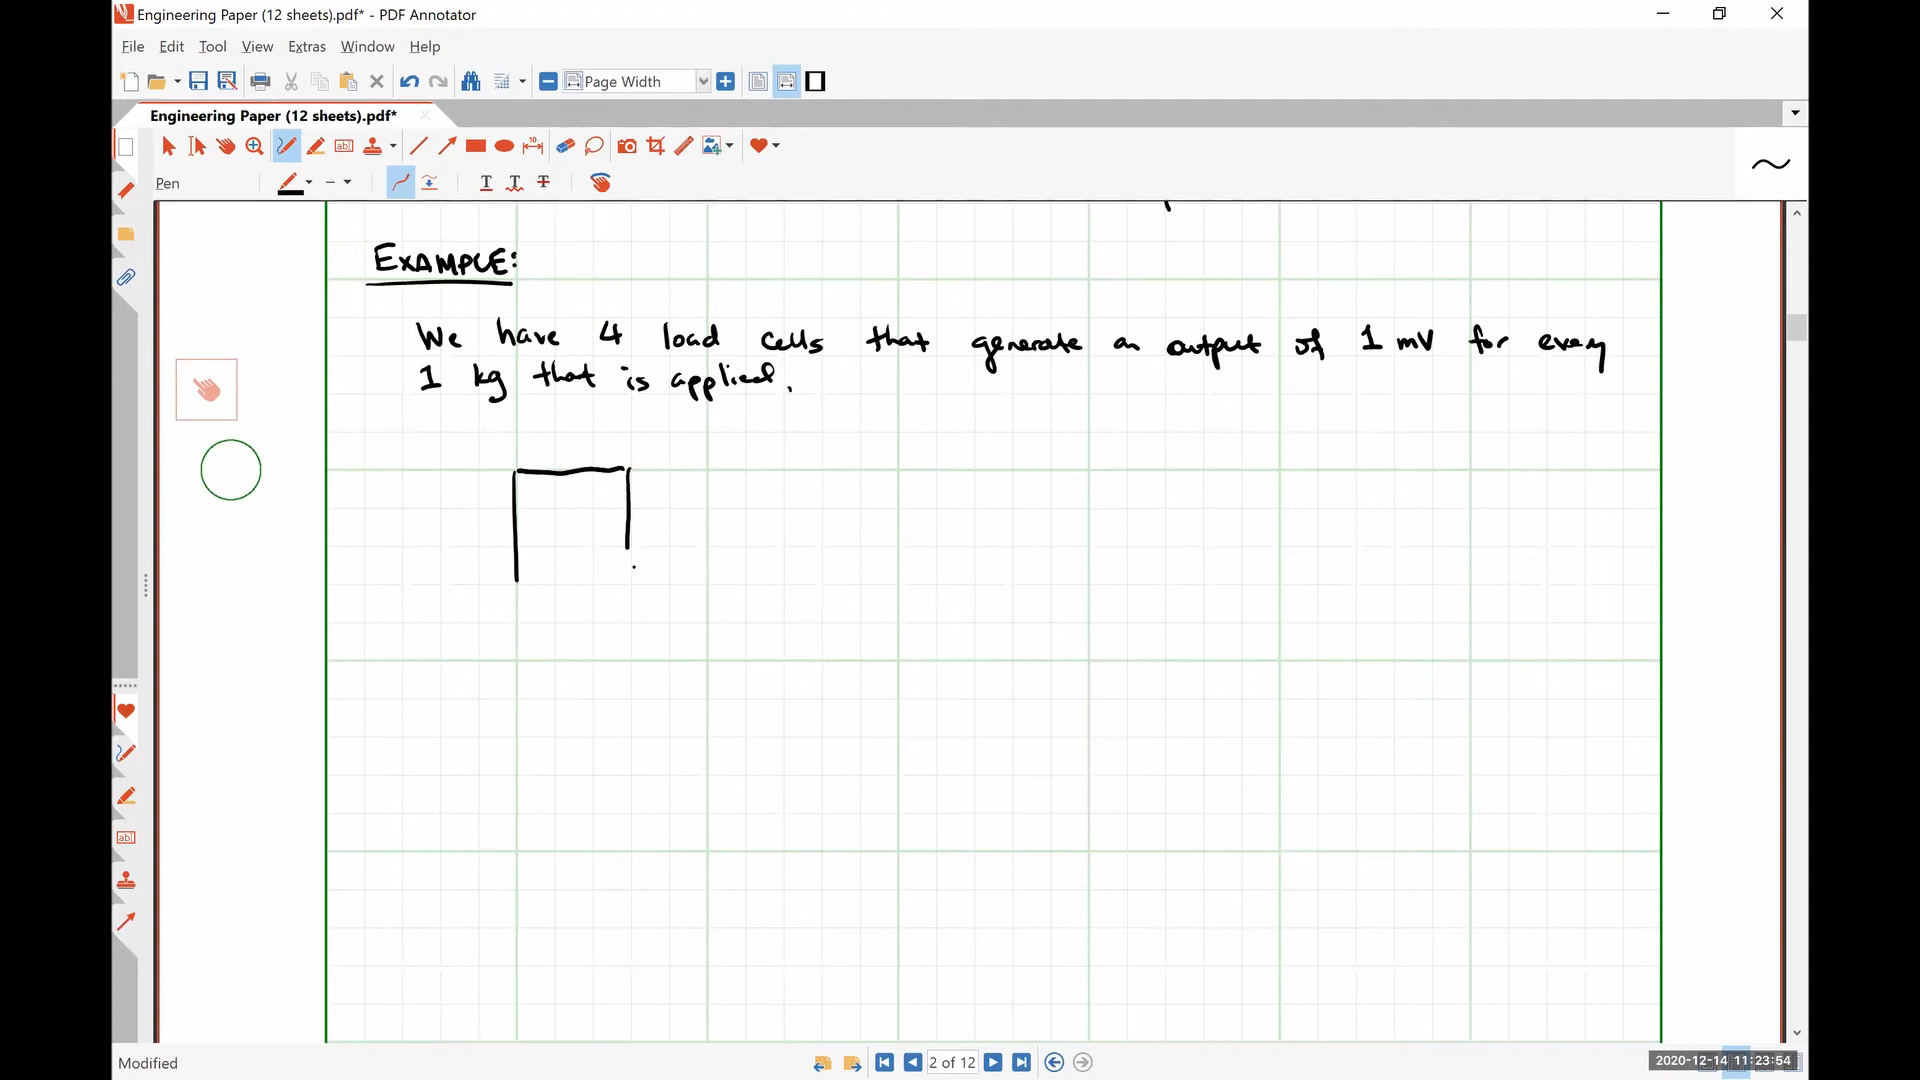 Engineering Paper (12 sheets).pdf* - PDF Annotator
File Edit Tool View Extras Window Help
Page Width
Engineering Paper (12 sheets).pdf*
Pen
EXAMPLE:
We have 4 load cells that generate an output of 1 mV for every
1 kg that is applied.
Modified
2 of 12
2020-12-14 11:23:54